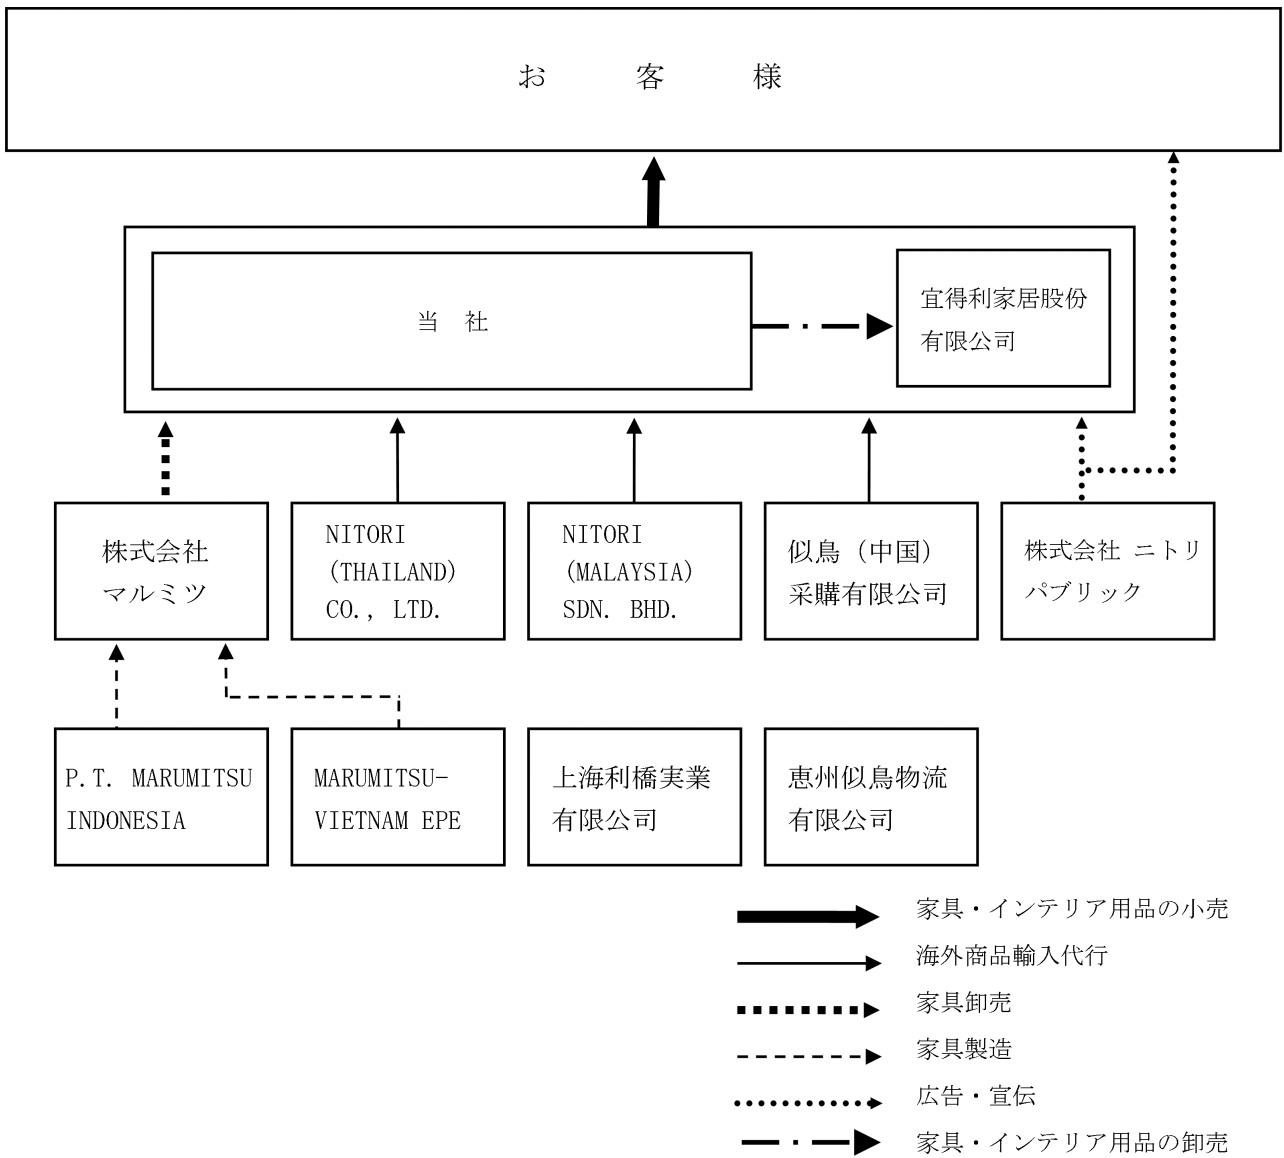 お客様
当 社
宜得利家居股份
有限公司
株式会社
マルミツ
NITORI
(THAILAND)
CO., LTD.
NITORI
(MALAYSIA)
SDN. BHD.
似鳥（中国）
采購有限公司
株式会社 ニトリ
パブリック
P.T. MARUMITSU
INDONESIA
MARUMITSU-
VIETNAM EPE
上海利橋実業
有限公司
恵州似鳥物流
有限公司
家具・インテリア用品の小売
海外商品輸入代行
家具卸売
家具製造
広告・宣伝
家具・インテリア用品の卸売